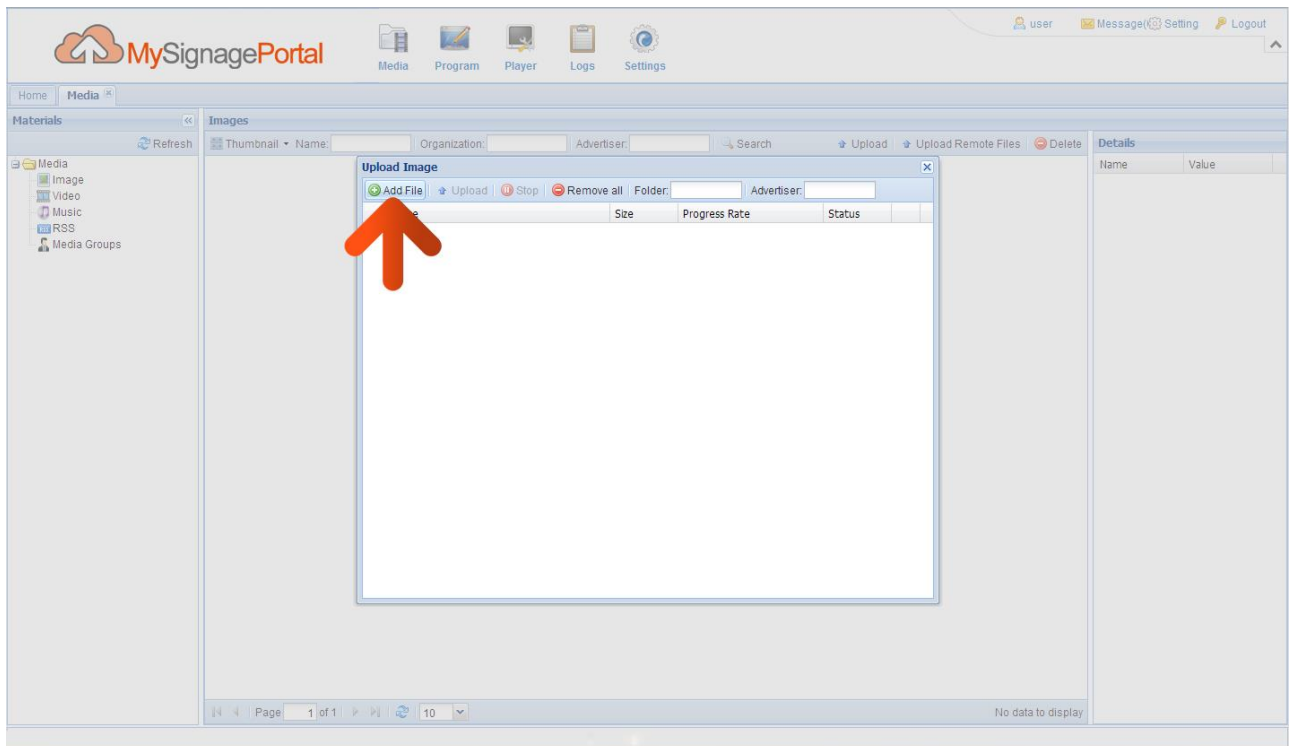 user Message( Setting Logout
MySignagePortal
Media Program Player Logs Settings
Home Media
Materials
Refresh
Media
Image
Video
Music
RSS
Media Groups
Images
Thumbnail Name: Organization: Advertiser: Search Upload Upload Remote Files Delete
Upload Image
Add File Upload Stop Remove all Folder: Advertiser:
Size Progress Rate Status
Page 1 of 1 10 No data to display
Details
Name Value